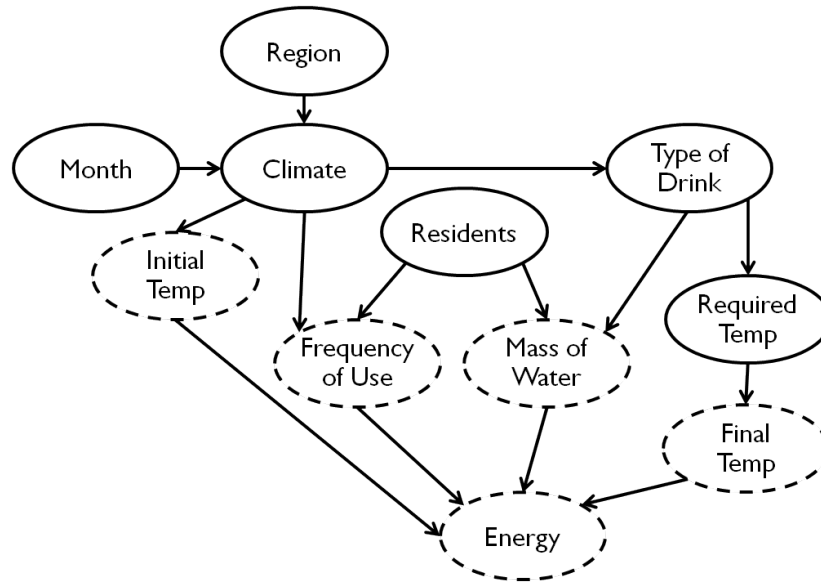 Region
Month
Climate
Type of
Drink
Residents
Initial
Temp
Required
Temp
Frequency
of Use
Mass of
Water
Final
Temp
Energy